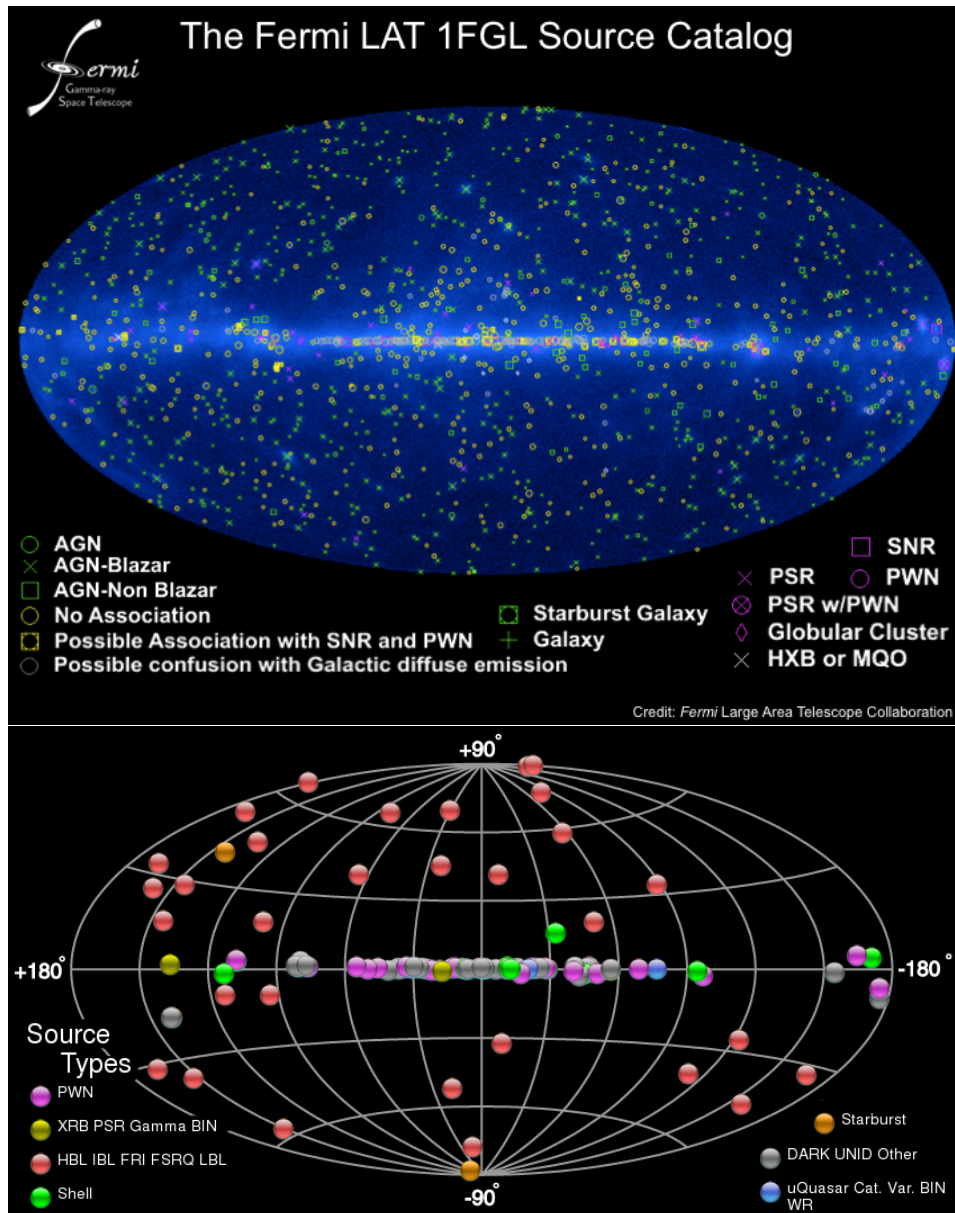 The Fermi LAT 1FGL Source Catalog
Fermi
Gamma-ray
Space Telescope
AGN
AGN-Blazar
AGN-Non Blazar
No Association
Possible Association with SNR and PWN
Possible confusion with Galactic diffuse emission
Starburst Galaxy
Galaxy
SNR
PSR
PWN
PSR w/PWN
Globular Cluster
HXB or MQO
Credit: Fermi Large Area Telescope Collaboration
+90°
+180°
-180°
-90°
Source
Types
PWN
XRB PSR Gamma BIN
HBL IBL FRI FSRQ LBL
Shell
Starburst
DARK UNID Other
uQuasar Cat. Var. BIN
WR